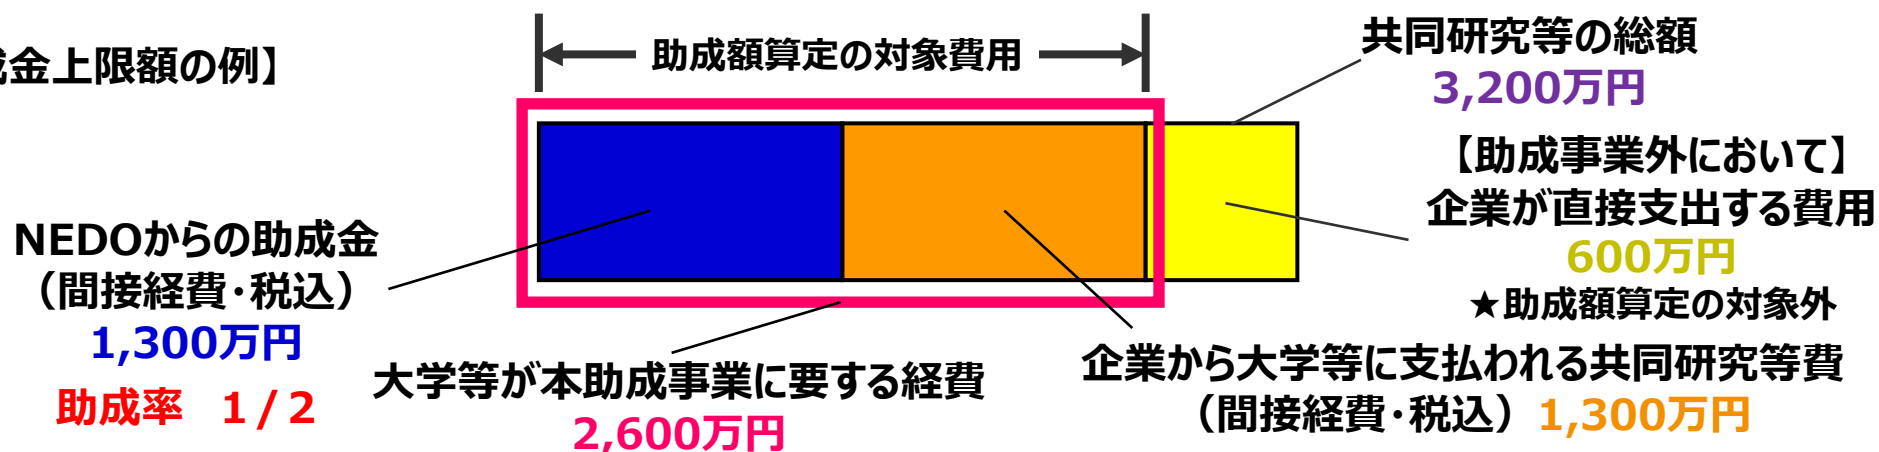 成金上限額の例】
助成額算定の対象費用
共同研究等の総額
3,200万円
【助成事業外において】
企業が直接支出する費用
600万円
★助成額算定の対象外
NEDOからの助成金
（間接経費・税込）
1,300万円
助成率 1/2
大学等が本助成事業に要する経費
2,600万円
企業から大学等に支払われる共同研究等費
（間接経費・税込）1,300万円